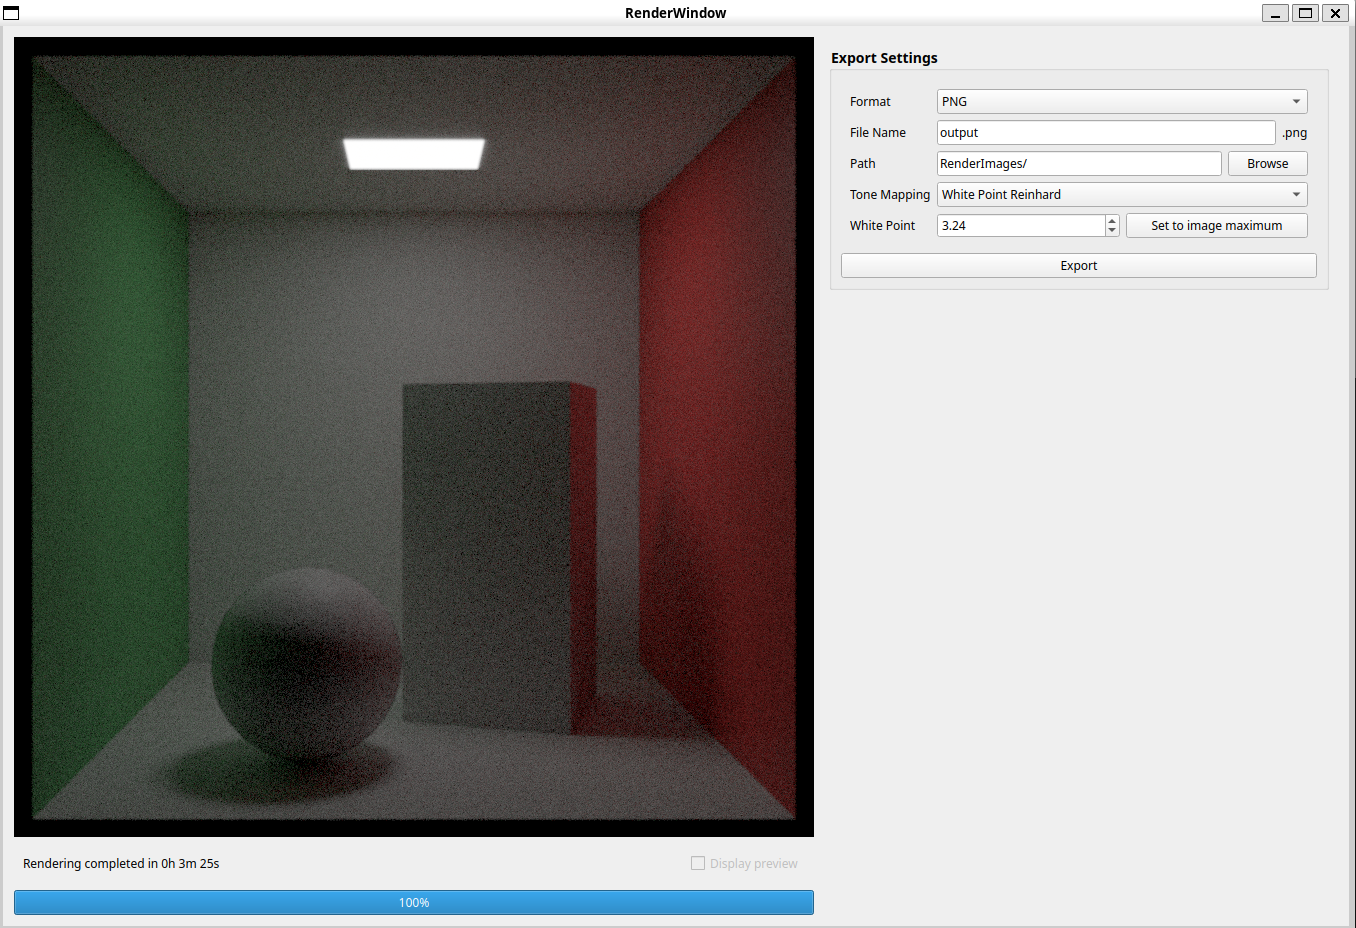 RenderWindow
Export Settings
Format PNG
File Name output .png
Path RenderImages/ Browse
Tone Mapping White Point Reinhard
White Point 3.24 Set to image maximum
Export
Rendering completed in 0h 3m 25s Display preview
100%